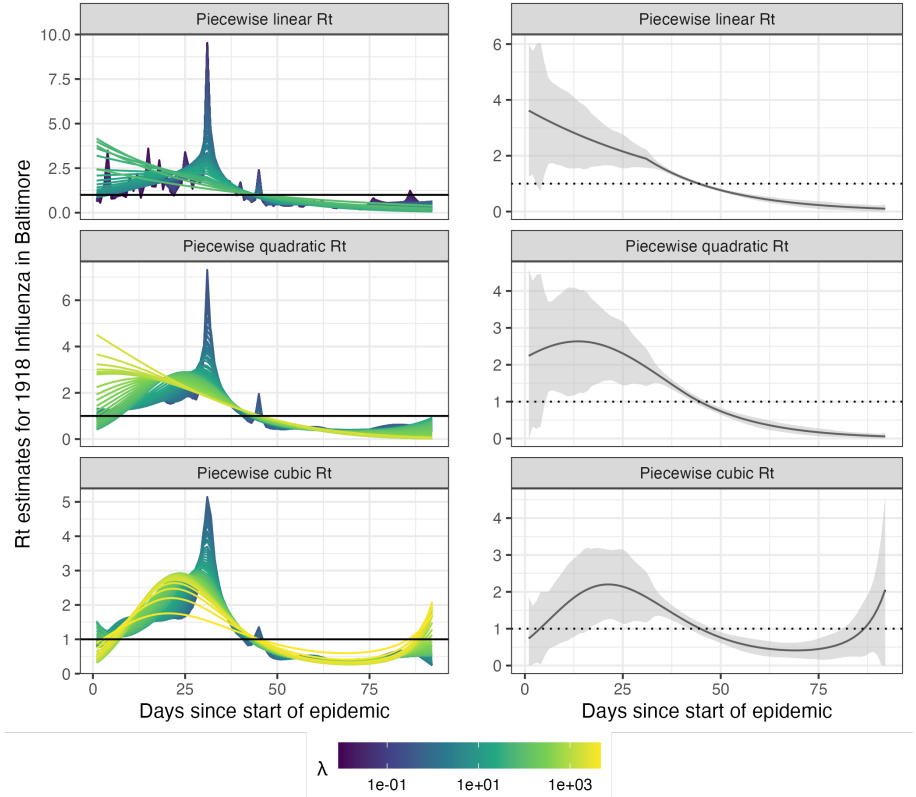 Piecewise linear Rt
Piecewise linear Rt
10.0
7.5
5.0
2.5
0.0
6
4
2
0
Rt estimates for 1918 Influenza in Baltimore
Piecewise quadratic Rt
Piecewise quadratic Rt
6
4
2
0
4
3
2
1
0
Piecewise cubic Rt
Piecewise cubic Rt
5
4
3
2
1
0
4
3
2
1
0
0 25 50 75
0 25 50 75
Days since start of epidemic
Days since start of epidemic
λ
1e-01 1e+01 1e+03